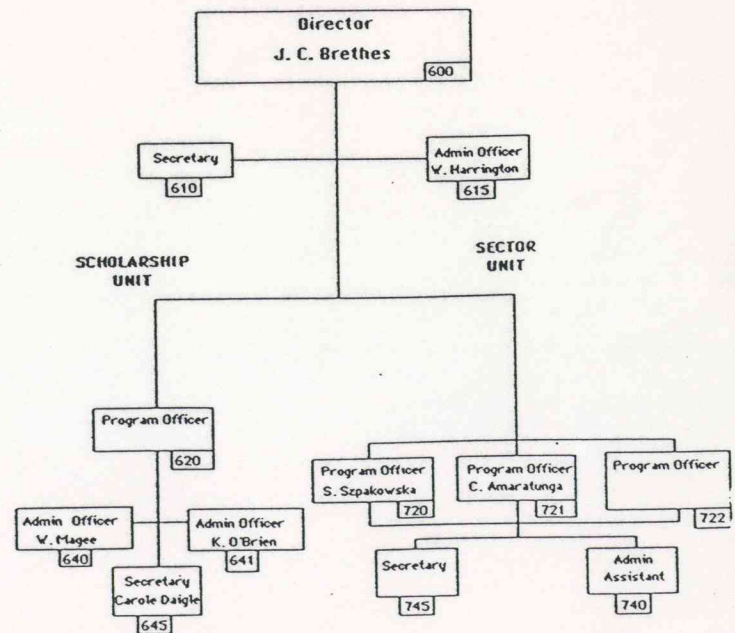 Director
J. C. Brethes
600
Secretary
610
Admin Officer
W. Harrington
615
SCHOLARSHIP
UNIT
SECTOR
UNIT
Program Officer
620
Program Officer
S. Szpakowska
720
Program Officer
C. Amaratunga
721
Program Officer
722
Admin Officer
W. Magee
640
Admin Officer
K. O'Brien
641
Secretary
Carole Daigle
645
Secretary
745
Admin
Assistant
740